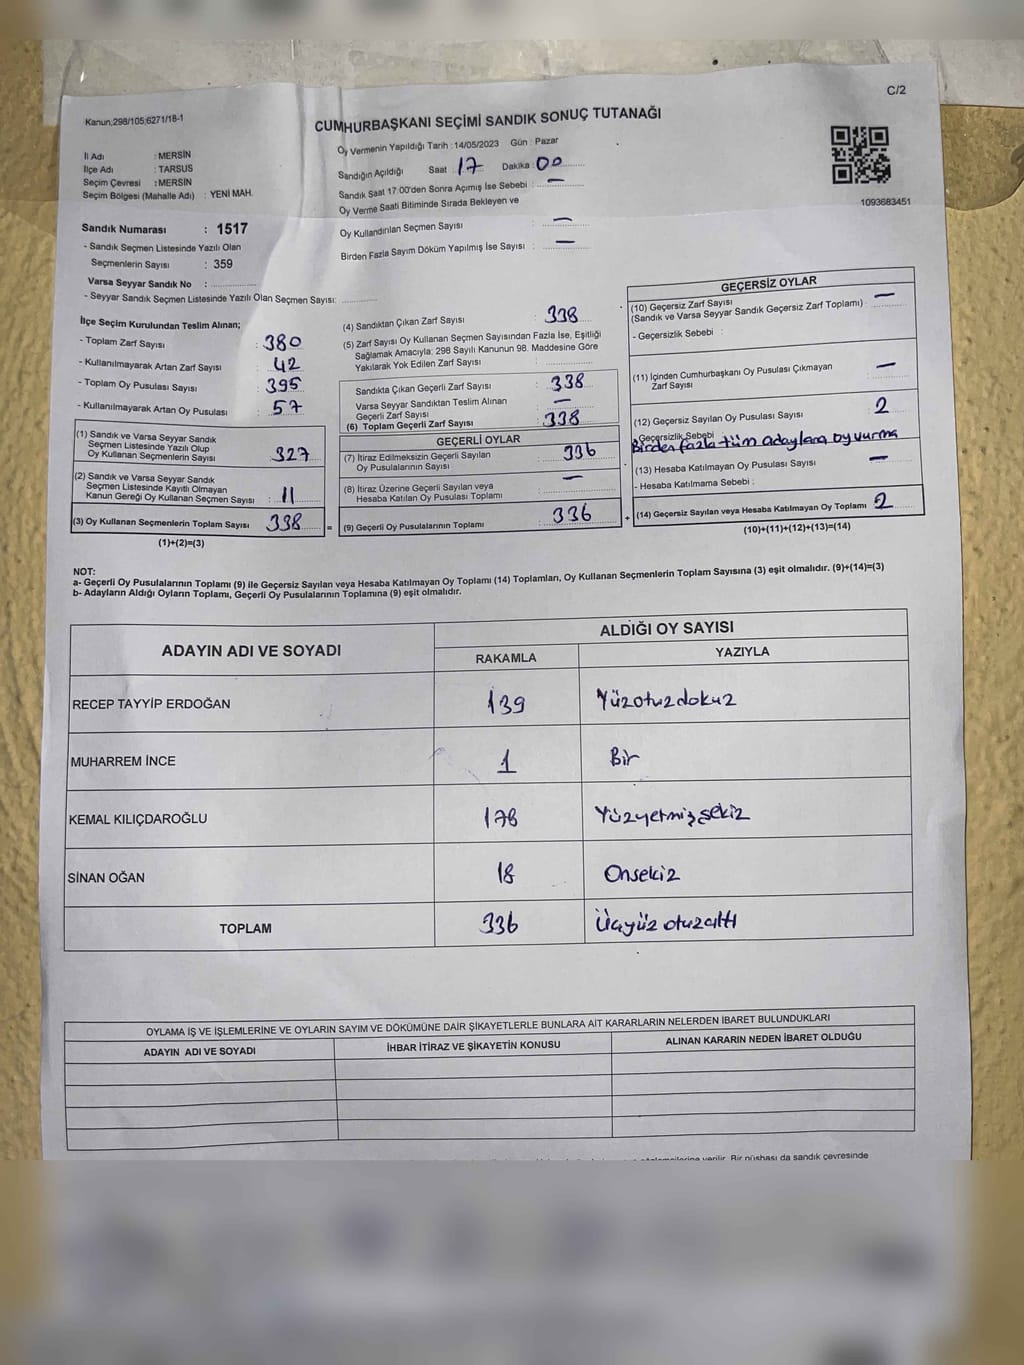 C/2
Kanun;298/105;6271/18-1
CUMHURBAŞKANI SEÇİMİ SANDIK SONUÇ TUTANAĞI
İl Adı : MERSİN
İlçe Adı : TARSUS
Seçim Çevresi : MERSİN
Seçim Bölgesi (Mahalle Adı) : YENİ MAH.
Oy Vermenin Yapıldığı Tarih : 14/05/2023 Gün : Pazar
Sandığın Açıldığı Saat : 17 Dakika : 00
Sandık Saat 17:00'den Sonra Açımış İse Sebebi : —
Oy Verme Saati Bitiminde Sırada Bekleyen ve
Oy Kullandırılan Seçmen Sayısı : —
Birden Fazla Sayım Döküm Yapılmış İse Sayısı : —
1093683451
Sandık Numarası : 1517
- Sandık Seçmen Listesinde Yazılı Olan
Seçmenlerin Sayısı : 359
Varsa Seyyar Sandık No :
- Seyyar Sandık Seçmen Listesinde Yazılı Olan Seçmen Sayısı:
İlçe Seçim Kurulundan Teslim Alınan;
- Toplam Zarf Sayısı : 380
- Kullanılmayarak Artan Zarf Sayısı : 42
- Toplam Oy Pusulası Sayısı : 395
- Kullanılmayarak Artan Oy Pusulası : 57
(1) Sandık ve Varsa Seyyar Sandık
Seçmen Listesinde Yazılı Olup
Oy Kullanan Seçmenlerin Sayısı : 327
(2) Sandık ve Varsa Seyyar Sandık
Seçmen Listesinde Kayıtlı Olmayan
Kanun Gereği Oy Kullanan Seçmen Sayısı : 11
(3) Oy Kullanan Seçmenlerin Toplam Sayısı 338
(1)+(2)=(3)
(4) Sandıktan Çıkan Zarf Sayısı : 338
(5) Zarf Sayısı Oy Kullanan Seçmen Sayısından Fazla İse, Eşitliği
Sağlamak Amacıyla; 298 Sayılı Kanunun 98. Maddesine Göre
Yakılarak Yok Edilen Zarf Sayısı :
Sandıkta Çıkan Geçerli Zarf Sayısı : 338
Varsa Seyyar Sandıktan Teslim Alınan
Geçerli Zarf Sayısı : —
(6) Toplam Geçerli Zarf Sayısı : 338
GEÇERLİ OYLAR
(7) İtiraz Edilmeksizin Geçerli Sayılan
Oy Pusulalarının Sayısı : 336
(8) İtiraz Üzerine Geçerli Sayılan veya
Hesaba Katılan Oy Pusulası Toplamı : —
= (9) Geçerli Oy Pusulalarının Toplamı : 336 +
GEÇERSİZ OYLAR
(10) Geçersiz Zarf Sayısı
(Sandık ve Varsa Seyyar Sandık Geçersiz Zarf Toplamı) : —
- Geçersizlik Sebebi :
(11) İçinden Cumhurbaşkanı Oy Pusulası Çıkmayan
Zarf Sayısı : —
(12) Geçersiz Sayılan Oy Pusulası Sayısı : 2
- Geçersizlik Sebebi
Birden fazla tüm adaylara oy vurma
(13) Hesaba Katılmayan Oy Pusulası Sayısı : —
- Hesaba Katılmama Sebebi :
(14) Geçersiz Sayılan veya Hesaba Katılmayan Oy Toplamı 2
(10)+(11)+(12)+(13)=(14)
NOT:
a- Geçerli Oy Pusulalarının Toplamı (9) ile Geçersiz Sayılan veya Hesaba Katılmayan Oy Toplamı (14) Toplamları, Oy Kullanan Seçmenlerin Toplam Sayısına (3) eşit olmalıdır. (9)+(14)=(3)
b- Adayların Aldığı Oyların Toplamı, Geçerli Oy Pusulalarının Toplamına (9) eşit olmalıdır.
ADAYIN ADI VE SOYADI
ALDIĞI OY SAYISI
RAKAMLA YAZIYLA
RECEP TAYYİP ERDOĞAN 139 Yüzotuzdokuz
MUHARREM İNCE 1 Bir
KEMAL KILIÇDAROĞLU 178 Yüzyetmişsekiz
SİNAN OĞAN 18 Onsekiz
TOPLAM 336 Üçyüz otuzaltı
OYLAMA İŞ VE İŞLEMLERİNE VE OYLARIN SAYIM VE DÖKÜMÜNE DAİR ŞİKAYETLERLE BUNLARA AİT KARARLARIN NELERDEN İBARET BULUNDUKLARI
ADAYIN ADI VE SOYADI İHBAR İTİRAZ VE ŞİKAYETİN KONUSU ALINAN KARARIN NEDEN İBARET OLDUĞU
verilir. Bir nüshası da sandık çevresinde